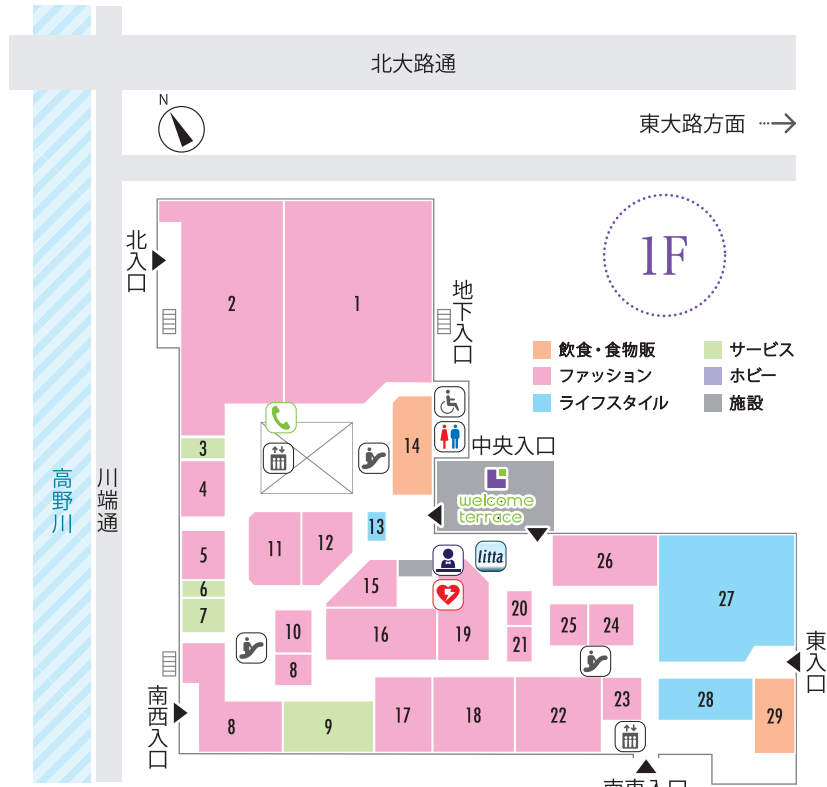 北大路通
N
東大路方面
1F
北入口
地下入口
飲食・食物販
サービス
ファッション
ホビー
ライフスタイル
施設
2
1
3
14
中央入口
4
welcome
terrace
高野川
川端通
13
11
12
5
litta
26
6
15
27
7
20
10
16
19
25
24
21
8
東入口
南西入口
8
9
17
18
22
23
28
29
南東入口